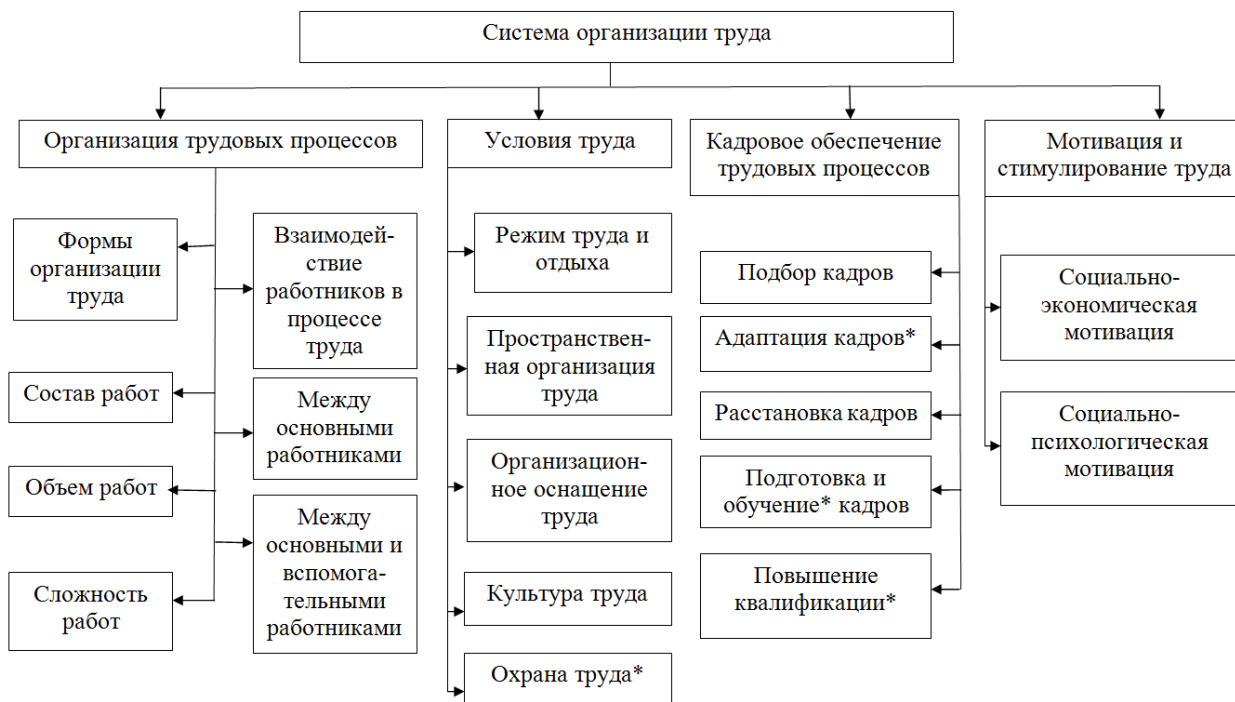 Система организации труда
Организация трудовых процессов
Условия труда
Кадровое обеспечение
трудовых процессов
Мотивация и
стимулирование труда
Формы
организации
труда
Состав работ
Объем работ
Сложность
работ
Взаимодей-
ствие
работников в
процессе
труда
Между
основными
работниками
Между
основными и
вспомога-
тельными
работниками
Режим труда и
отдыха
Пространствен-
ная организация
труда
Организацион-
ное оснащение
труда
Культура труда
Охрана труда*
Подбор кадров
Адаптация кадров*
Расстановка кадров
Подготовка и
обучение* кадров
Повышение
квалификации*
Социально-
экономическая
мотивация
Социально-
психологическая
мотивация